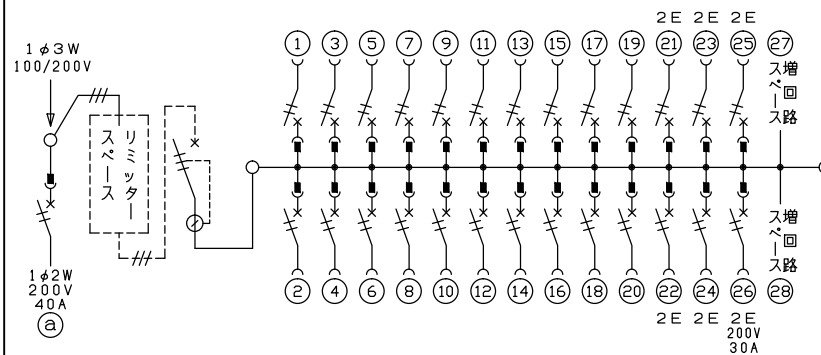 2E 2E 2E
1 3 5 7 9 11 13 15 17 19 21 23 25 27
1φ3W
100/200V
増回路
スペース
リミッター
スペース
増回路
スペース
1φ2W
200V
40A
a
2 4 6 8 10 12 14 16 18 20 22 24 26 28
2E 2E 2E
200V
30A